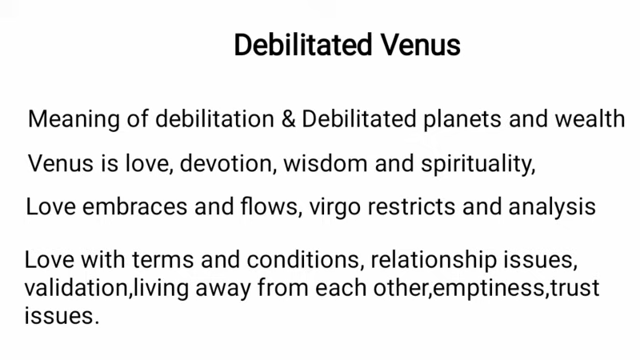 Debilitated Venus
Meaning of debilitation & Debilitated planets and wealth
Venus is love, devotion, wisdom and spirituality,
Love embraces and flows, virgo restricts and analysis
Love with terms and conditions, relationship issues,
validation,living away from each other,emptiness,trust
issues.